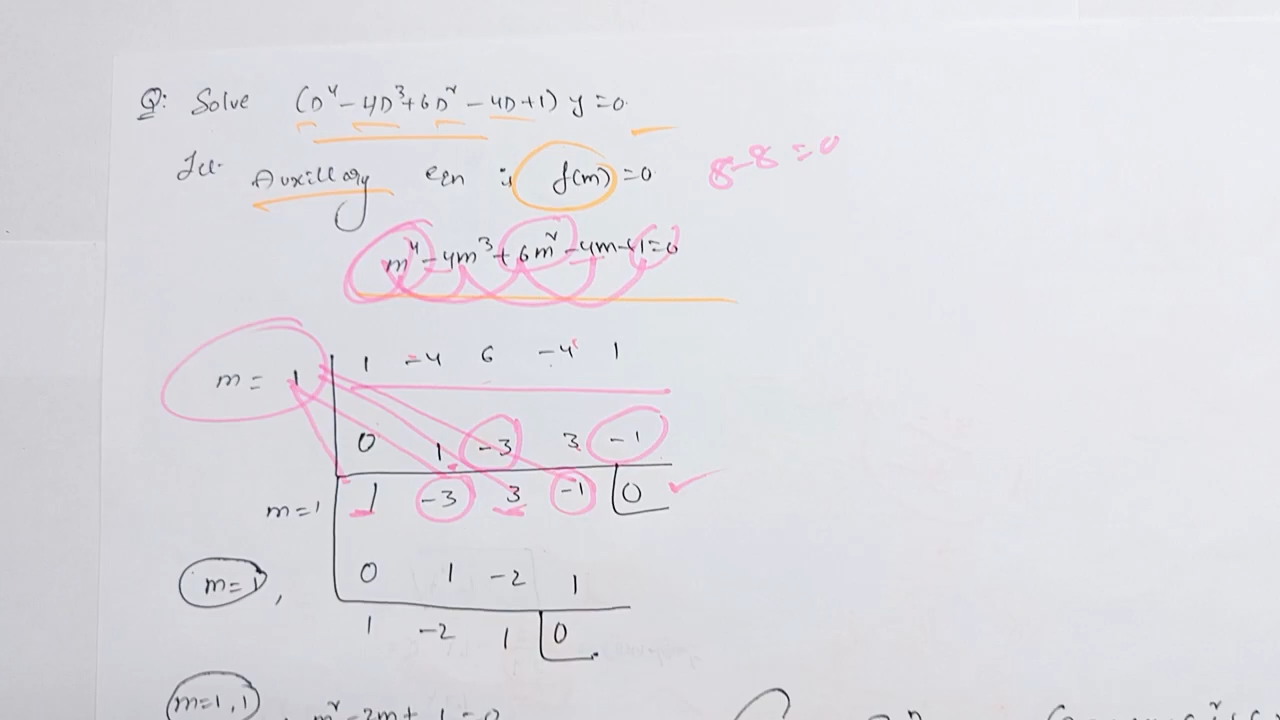 Q: Solve (D⁴ - 4D³ + 6D² - 4D + 1) y = 0
Auxillary eqn is f(m) = 0
8 - 8 = 0
m⁴ - 4m³ + 6m² - 4m + 1 = 0
m = 1 | 1 -4 6 -4 1
0 1 -3 3 -1
m = 1 | 1 -3 3 -1 | 0
m = 1, 0 1 -2 1
1 -2 1 | 0
m = 1, 1 m² - 2m + 1 = 0